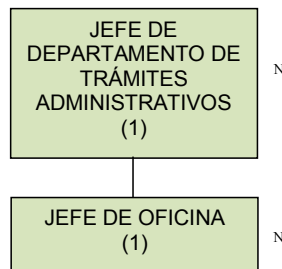 JEFE DE
DEPARTAMENTO DE
TRÁMITES
ADMINISTRATIVOS
(1)
N
JEFE DE OFICINA
(1)
N